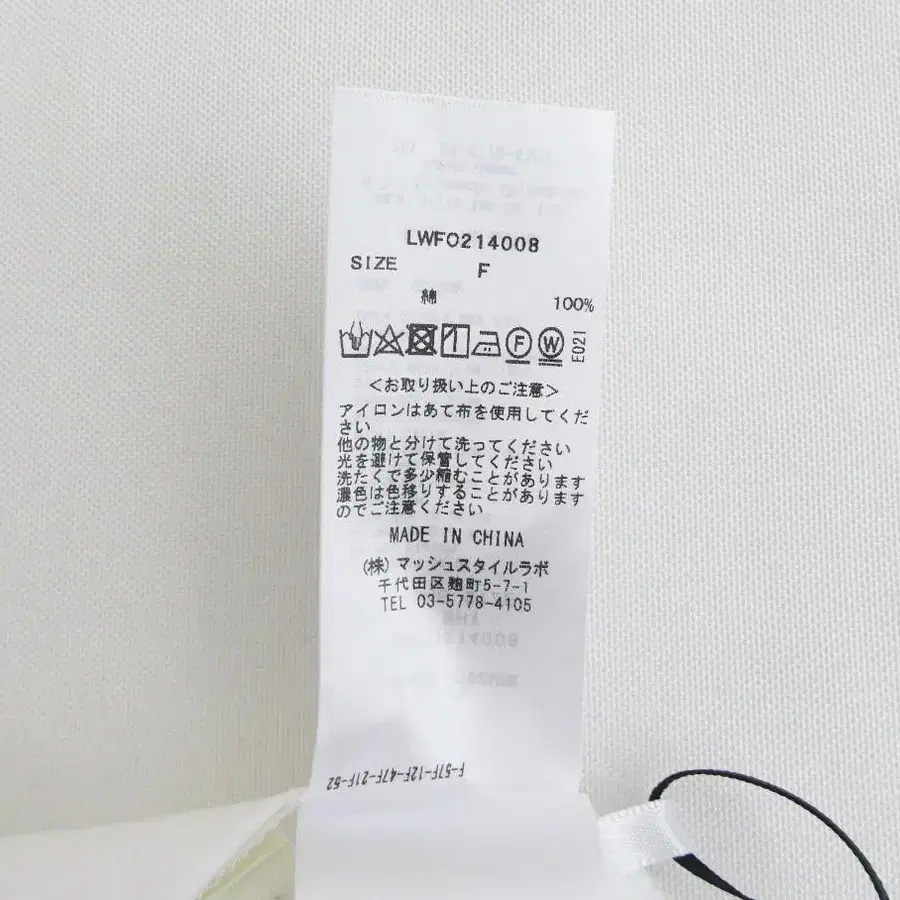 LWFO214008
SIZE F
綿 100%
F W E021
＜お取り扱い上のご注意＞
アイロンはあて布を使用してくだ
さい
他の物と分けて洗ってください
光を避けて保管してください
洗たくで多少縮むことがあります
濃色は色移りすることがあります
のでご注意ください
MADE IN CHINA
(株) マッシュスタイルラボ
千代田区麹町5-7-1
TEL 03-5778-4105
F-57F-12F-47F-21F-52